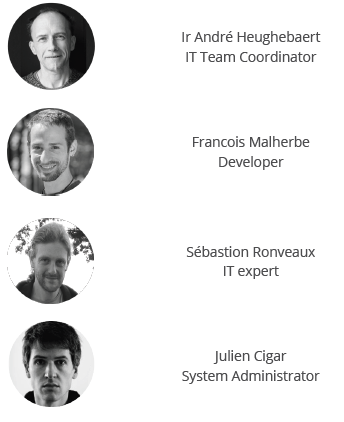 Ir André Heughebaert
IT Team Coordinator
Francois Malherbe
Developer
Sébastion Ronveaux
IT expert
Julien Cigar
System Administrator